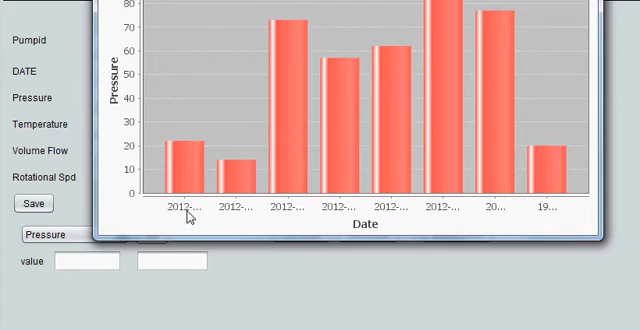 Pumpid
DATE
Pressure
Temperature
Volume Flow
Rotational Spd
Save
Pressure
value
Pressure
80
70
60
50
40
30
20
10
0
2012-... 2012-... 2012-... 2012-... 2012-... 2012-... 20... 19...
Date